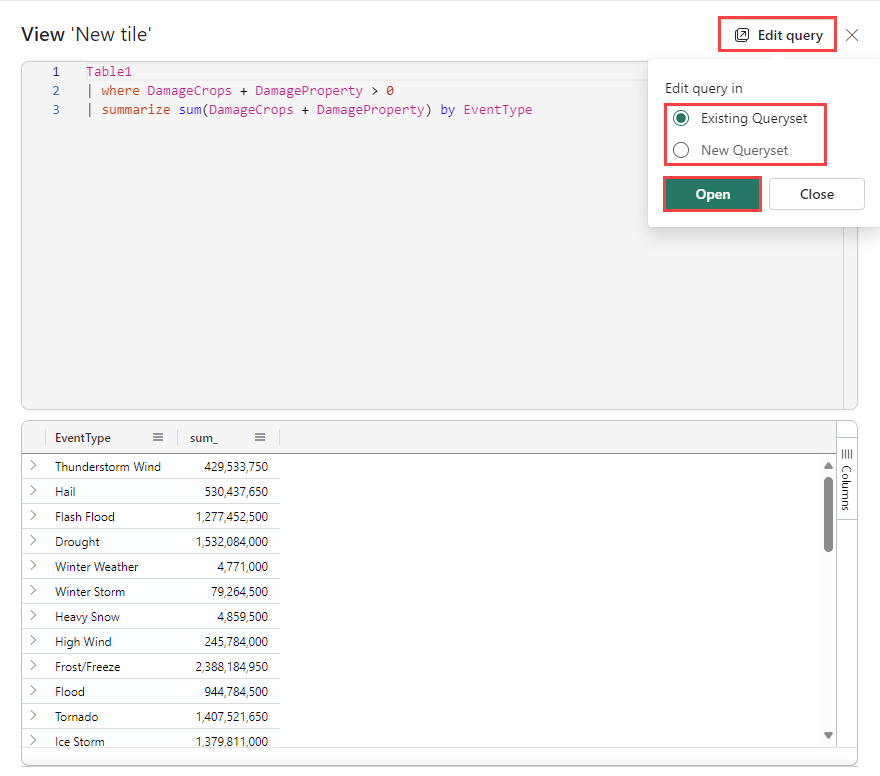 View 'New tile'
Edit query
1 Table1
2 | where DamageCrops + DamageProperty > 0
3 | summarize sum(DamageCrops + DamageProperty) by EventType
Edit query in
Existing Queryset
New Queryset
Open Close
EventType sum_
Thunderstorm Wind 429,533,750
Hail 530,437,650
Flash Flood 1,277,452,500
Drought 1,532,084,000
Winter Weather 4,771,000
Winter Storm 79,264,500
Heavy Snow 4,859,500
High Wind 245,784,000
Frost/Freeze 2,388,184,950
Flood 944,784,500
Tornado 1,407,521,650
Ice Storm 1,379,811,000
Columns